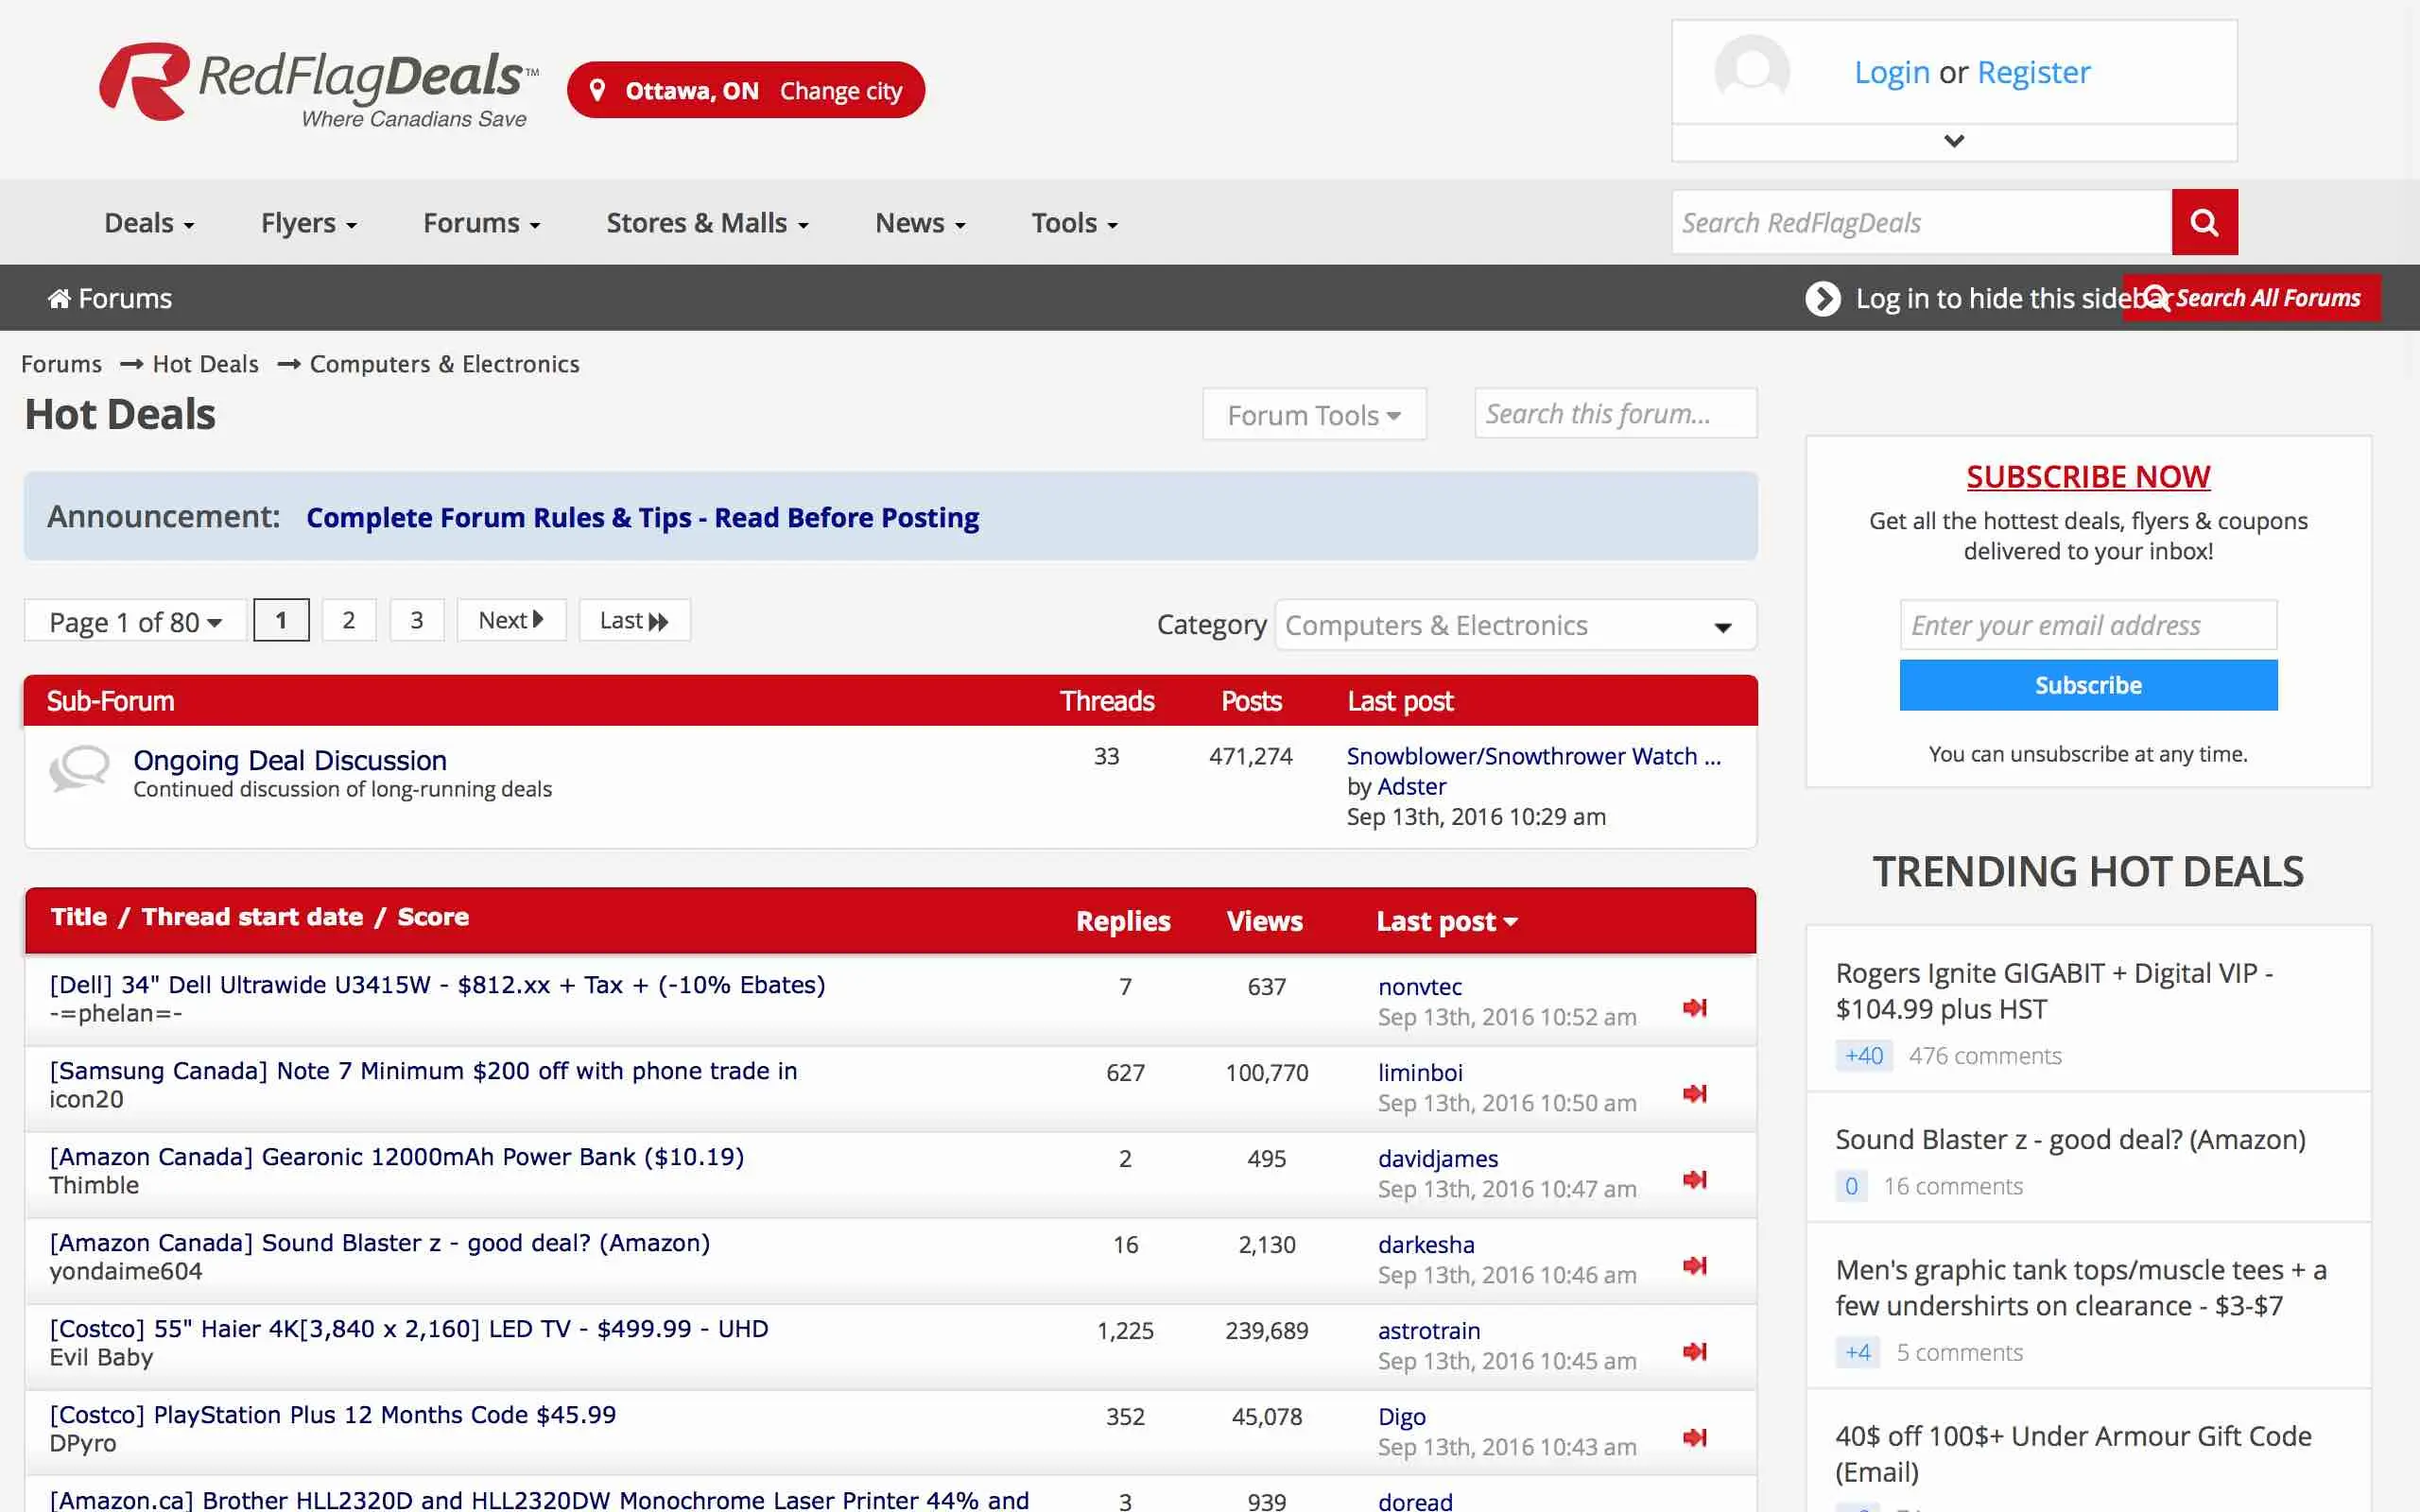 RedFlagDeals™
Where Canadians Save
Ottawa, ON Change city
Login or Register
Deals Flyers Forums Stores & Malls News Tools
Search RedFlagDeals
Forums
Log in to hide this sidebar
Search All Forums
Forums → Hot Deals → Computers & Electronics
Hot Deals
Forum Tools
Search this forum...
Announcement: Complete Forum Rules & Tips - Read Before Posting
Page 1 of 80 1 2 3 Next Last
Category Computers & Electronics
Sub-Forum Threads Posts Last post
Ongoing Deal Discussion 33 471,274 Snowblower/Snowthrower Watch ...
Continued discussion of long-running deals
by Adster
Sep 13th, 2016 10:29 am
Title / Thread start date / Score Replies Views Last post
[Dell] 34" Dell Ultrawide U3415W - $812.xx + Tax + (-10% Ebates) 7 637 nonvtec
-=phelan=- Sep 13th, 2016 10:52 am
[Samsung Canada] Note 7 Minimum $200 off with phone trade in 627 100,770 liminboi
icon20 Sep 13th, 2016 10:50 am
[Amazon Canada] Gearonic 12000mAh Power Bank ($10.19) 2 495 davidjames
Thimble Sep 13th, 2016 10:47 am
[Amazon Canada] Sound Blaster z - good deal? (Amazon) 16 2,130 darkesha
yondaime604 Sep 13th, 2016 10:46 am
[Costco] 55" Haier 4K[3,840 x 2,160] LED TV - $499.99 - UHD 1,225 239,689 astrotrain
Evil Baby Sep 13th, 2016 10:45 am
[Costco] PlayStation Plus 12 Months Code $45.99 352 45,078 Digo
DPyro Sep 13th, 2016 10:43 am
[Amazon.ca] Brother HLL2320D and HLL2320DW Monochrome Laser Printer 44% and 3 939 doread
SUBSCRIBE NOW
Get all the hottest deals, flyers & coupons
delivered to your inbox!
Enter your email address
Subscribe
You can unsubscribe at any time.
TRENDING HOT DEALS
Rogers Ignite GIGABIT + Digital VIP -
$104.99 plus HST
+40 476 comments
Sound Blaster z - good deal? (Amazon)
0 16 comments
Men's graphic tank tops/muscle tees + a
few undershirts on clearance - $3-$7
+4 5 comments
40$ off 100$+ Under Armour Gift Code
(Email)